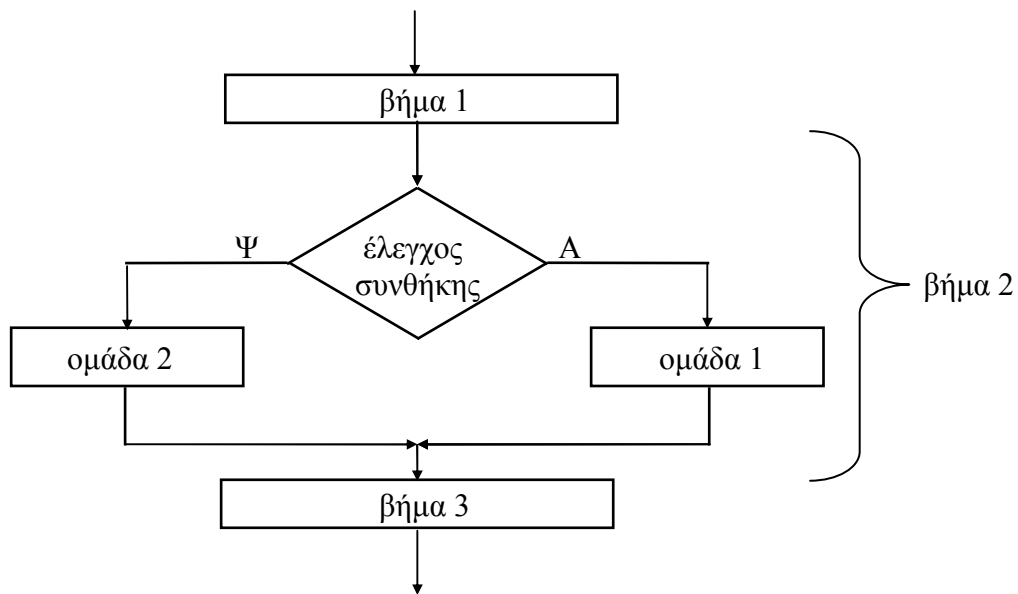 βήμα 1
Ψ
έλεγχος
συνθήκης
Α
βήμα 2
ομάδα 2
ομάδα 1
βήμα 3